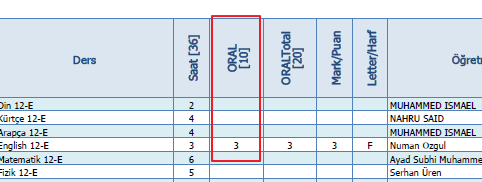 Ders Saat [36] ORAL [10] ORALTotal [20] Mark/Puan Letter/Harf Öğret
Din 12-E 2 MUHAMMED ISMAEL
Kürtçe 12-E 4 NAHRU SAID
Arapça 12-E 4 MUHAMMED ISMAEL
English 12-E 3 3 3 3 F Numan Ozgul
Matematik 12-E 6 Ayad Subhi Muhamme
Fizik 12-E 5 Serhan Üren